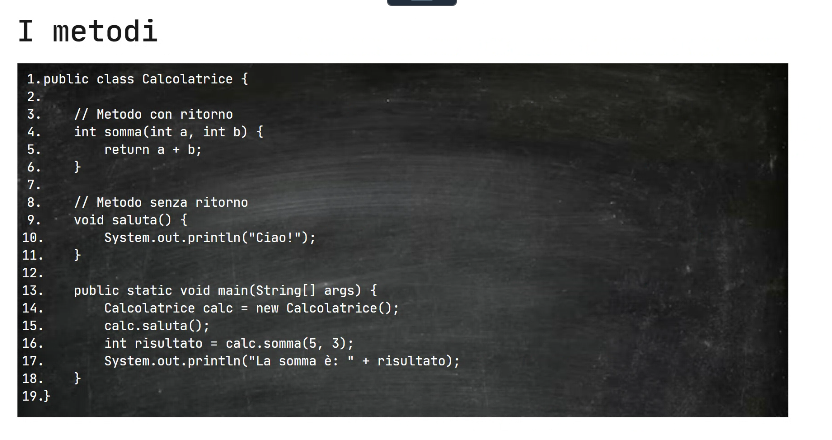 I metodi
1. public class Calcolatrice {
2.
3.     // Metodo con ritorno
4.     int somma(int a, int b) {
5.         return a + b;
6.     }
7.
8.     // Metodo senza ritorno
9.     void saluta() {
10.         System.out.println("Ciao!");
11.     }
12.
13.     public static void main(String[] args) {
14.         Calcolatrice calc = new Calcolatrice();
15.         calc.saluta();
16.         int risultato = calc.somma(5, 3);
17.         System.out.println("La somma è: " + risultato);
18.     }
19.}